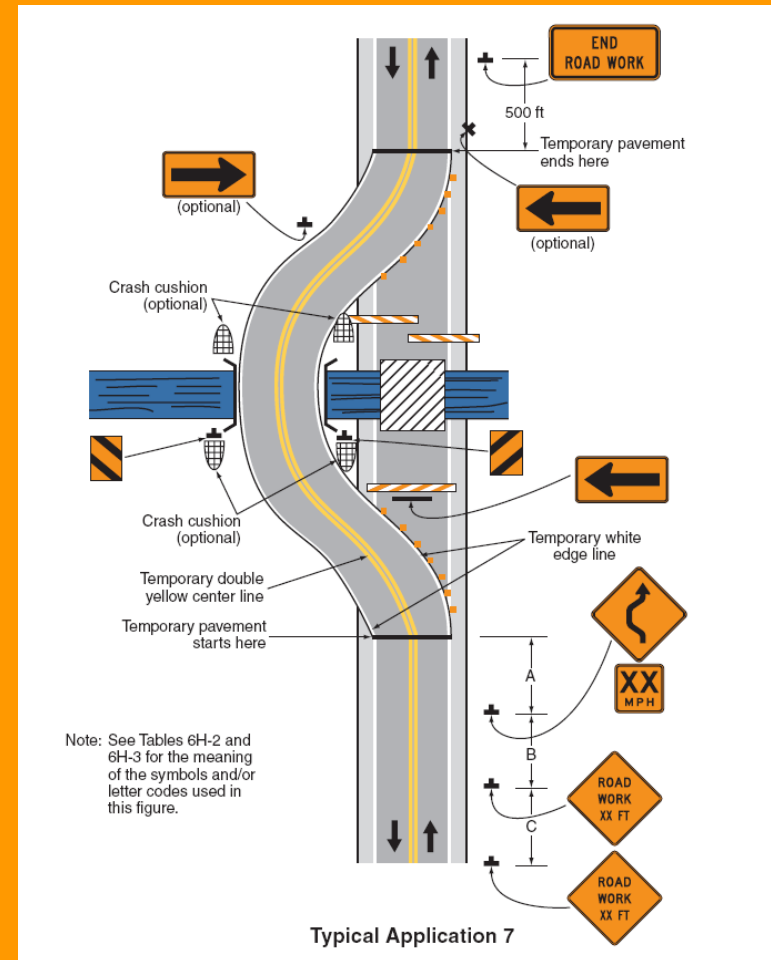 END
ROAD WORK
500 ft
Temporary pavement
ends here
(optional)
(optional)
Crash cushion
(optional)
Crash cushion
(optional)
Temporary white
edge line
Temporary double
yellow center line
Temporary pavement
starts here
A
XX
MPH
B
Note: See Tables 6H-2 and
6H-3 for the meaning
of the symbols and/or
letter codes used in
this figure.
ROAD
WORK
XX FT
C
ROAD
WORK
XX FT
Typical Application 7